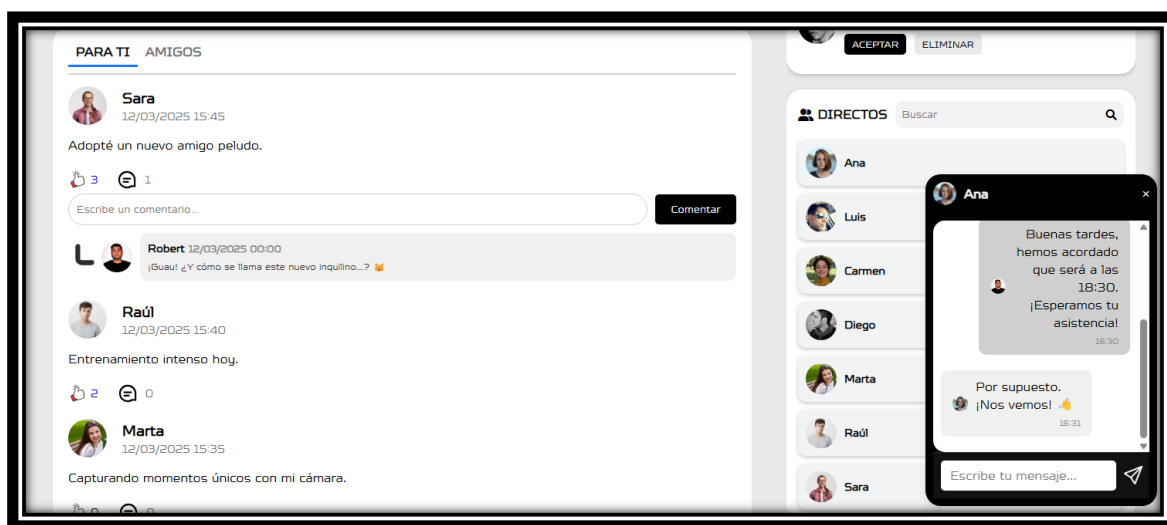 PARA TI AMIGOS
Sara
12/03/2025 15:45
Adopté un nuevo amigo peludo.
3 1
Escribe un comentario... Comentar
Robert 12/03/2025 00:00
¡Guau! ¿Y cómo se llama este nuevo inquilino...? 😺
Raúl
12/03/2025 15:40
Entrenamiento intenso hoy.
2 0
Marta
12/03/2025 15:35
Capturando momentos únicos con mi cámara.
0 0
ACEPTAR ELIMINAR
DIRECTOS Buscar
Ana
Luis
Carmen
Diego
Marta
Raúl
Sara
Ana ×
Buenas tardes,
hemos acordado
que será a las
18:30.
¡Esperamos tu
asistencia!
16:30
Por supuesto.
¡Nos vemos! 👋
16:31
Escribe tu mensaje...